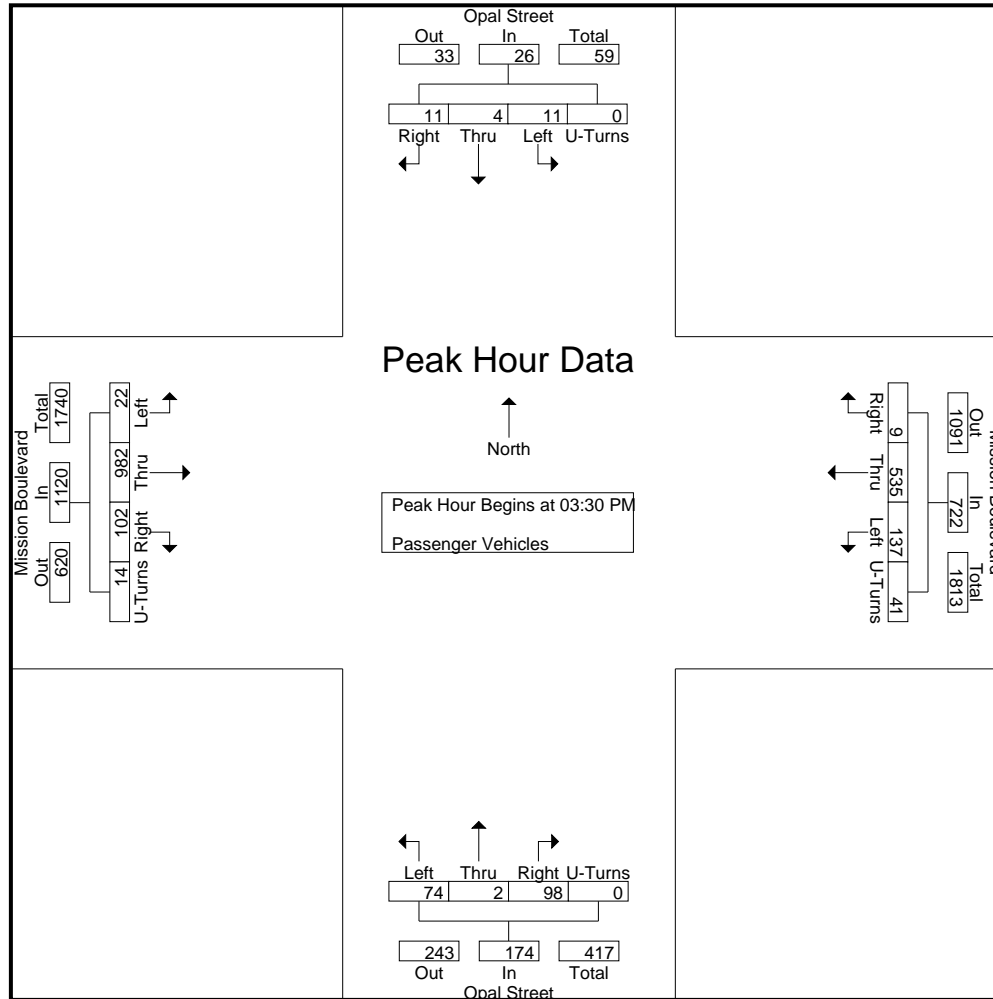 Opal Street
Out In Total
33 26 59
11 4 11 0
Right Thru Left U-Turns
Peak Hour Data
North
Peak Hour Begins at 03:30 PM
Passenger Vehicles
Mission Boulevard
Out In Total
620 1120 1740
14 102 982 22
U-Turns Right Thru Left
Right Thru Left U-Turns
9 535 137 41
1091 722 1813
Out In Total
Mission Boulevard
Left Thru Right U-Turns
74 2 98 0
243 174 417
Out In Total
Opal Street